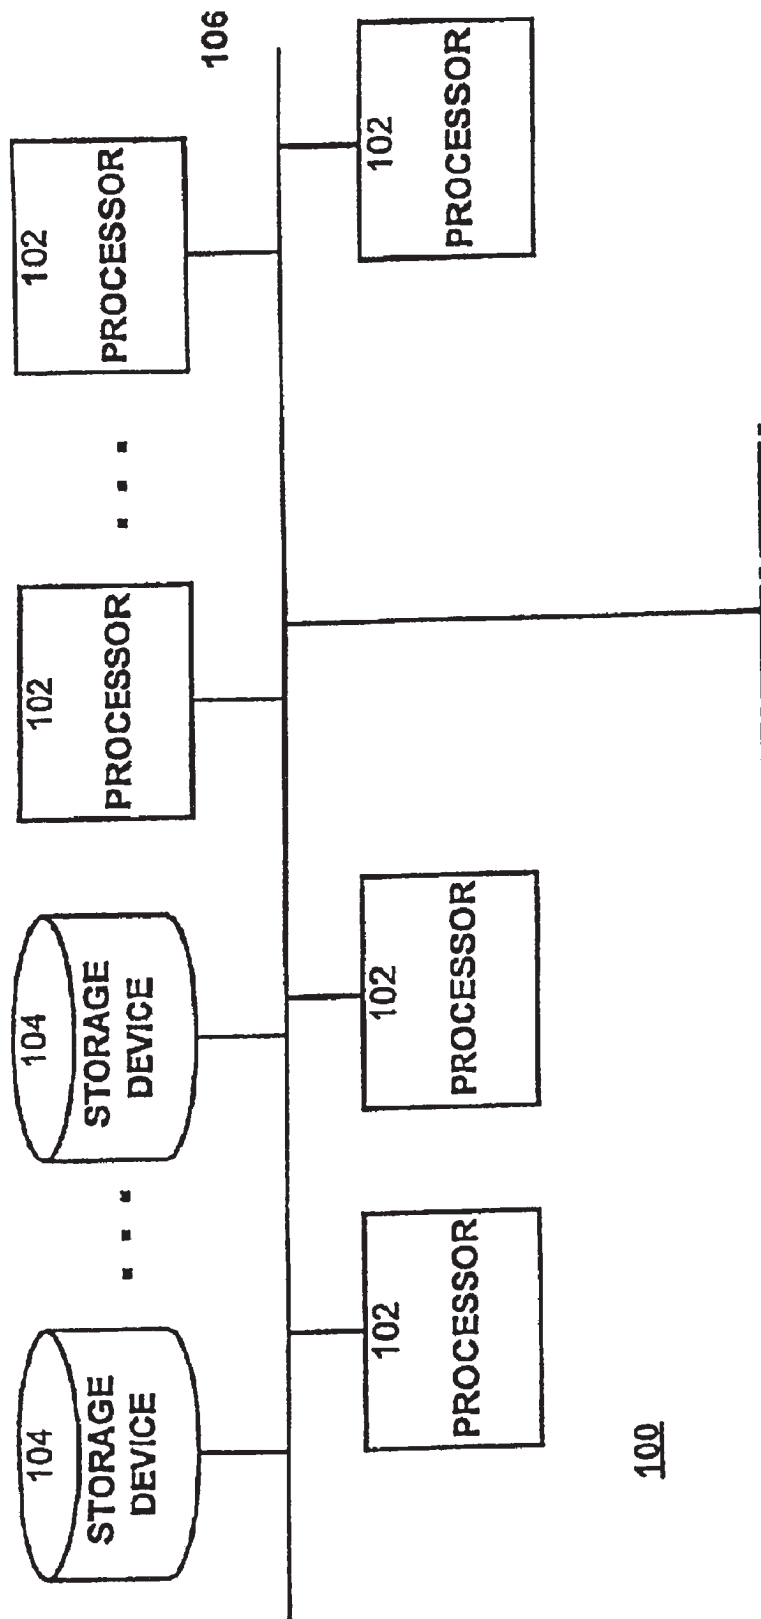 104
STORAGE
DEVICE
. . .
104
STORAGE
DEVICE
102
PROCESSOR
. . .
102
PROCESSOR
106
102
PROCESSOR
102
PROCESSOR
102
PROCESSOR
100